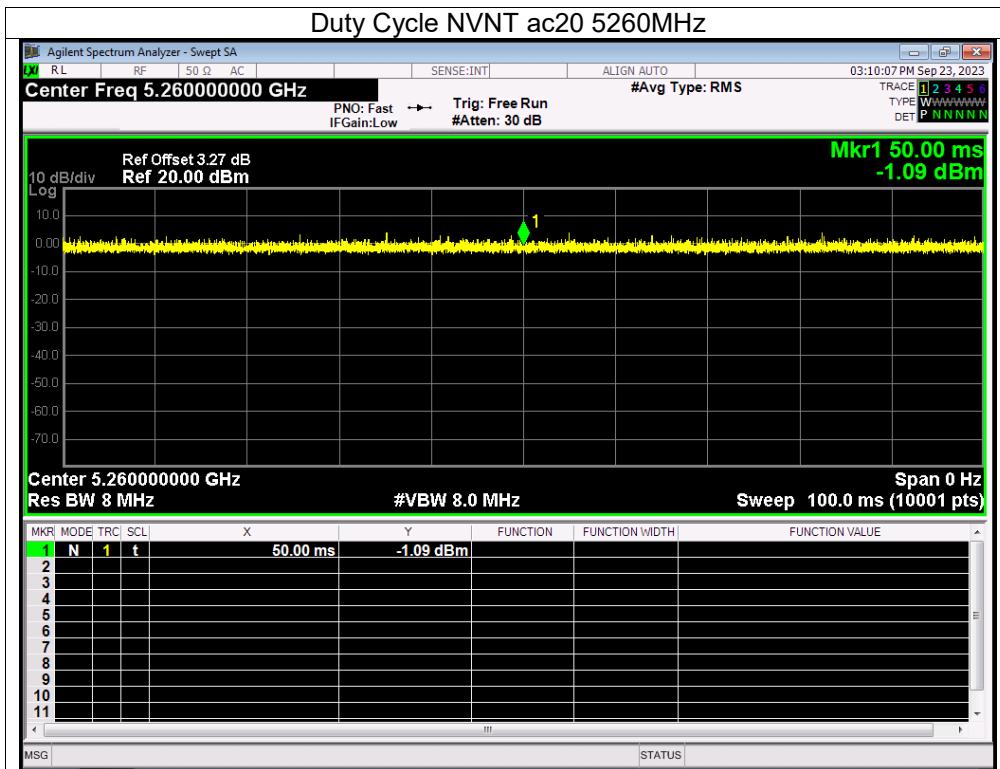 Duty Cycle NVNT ac20 5260MHz
Agilent Spectrum Analyzer - Swept SA
LXI RL RF 50 Ω AC SENSE:INT ALIGN AUTO 03:10:07 PM Sep 23, 2023
Center Freq 5.260000000 GHz #Avg Type: RMS TRACE 1 2 3 4 5 6
PNO: Fast Trig: Free Run TYPE WWWWWW
IFGain:Low #Atten: 30 dB DET P N N N N N
Mkr1 50.00 ms
Ref Offset 3.27 dB
10 dB/div Ref 20.00 dBm -1.09 dBm
Log
10.0
1
0.00
-10.0
-20.0
-30.0
-40.0
-50.0
-60.0
-70.0
Center 5.260000000 GHz Span 0 Hz
Res BW 8 MHz #VBW 8.0 MHz Sweep 100.0 ms (10001 pts)
MKR MODE TRC SCL X Y FUNCTION FUNCTION WIDTH FUNCTION VALUE
1 N 1 t 50.00 ms -1.09 dBm
2
3
4
5
6
7
8
9
10
11
MSG STATUS